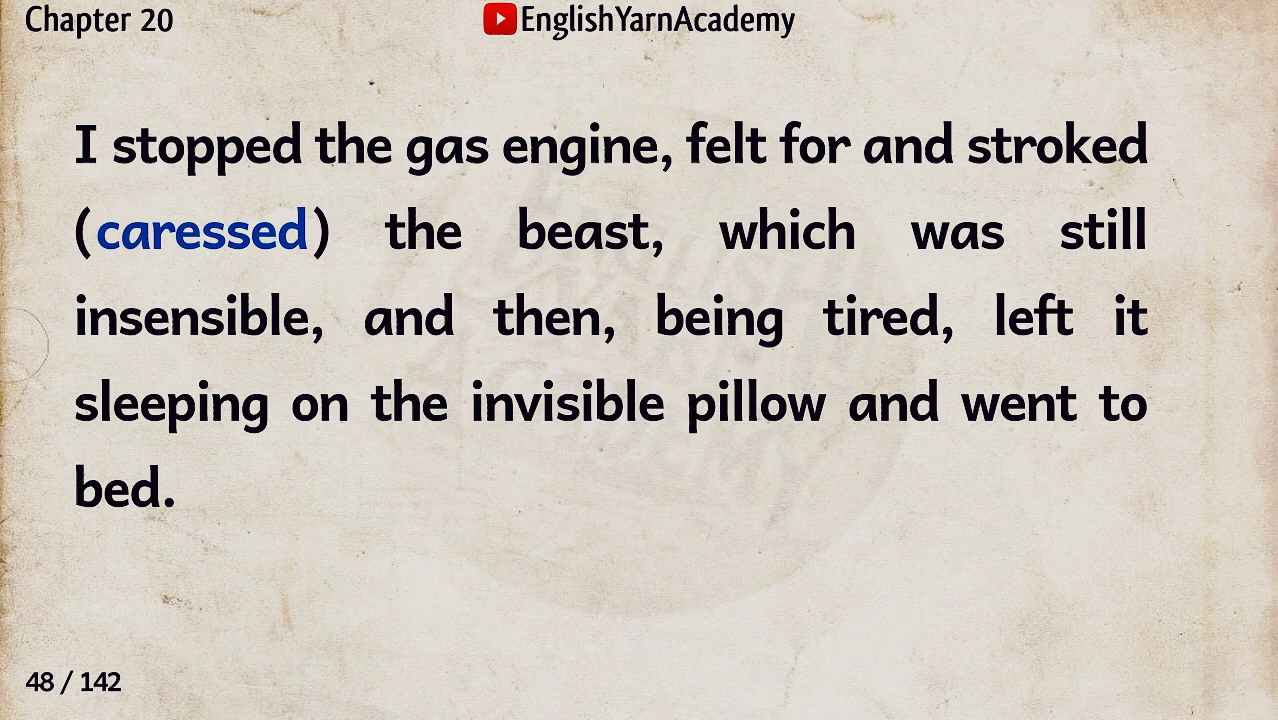 Chapter 20
EnglishYarnAcademy
I stopped the gas engine, felt for and stroked
(caressed) the beast, which was still
insensible, and then, being tired, left it
sleeping on the invisible pillow and went to
bed.
48 / 142